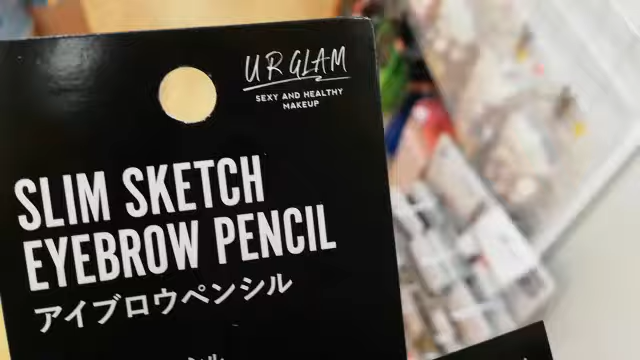 UR GLAM
SEXY AND HEALTHY
MAKEUP
SLIM SKETCH
EYEBROW PENCIL
アイブロウペンシル